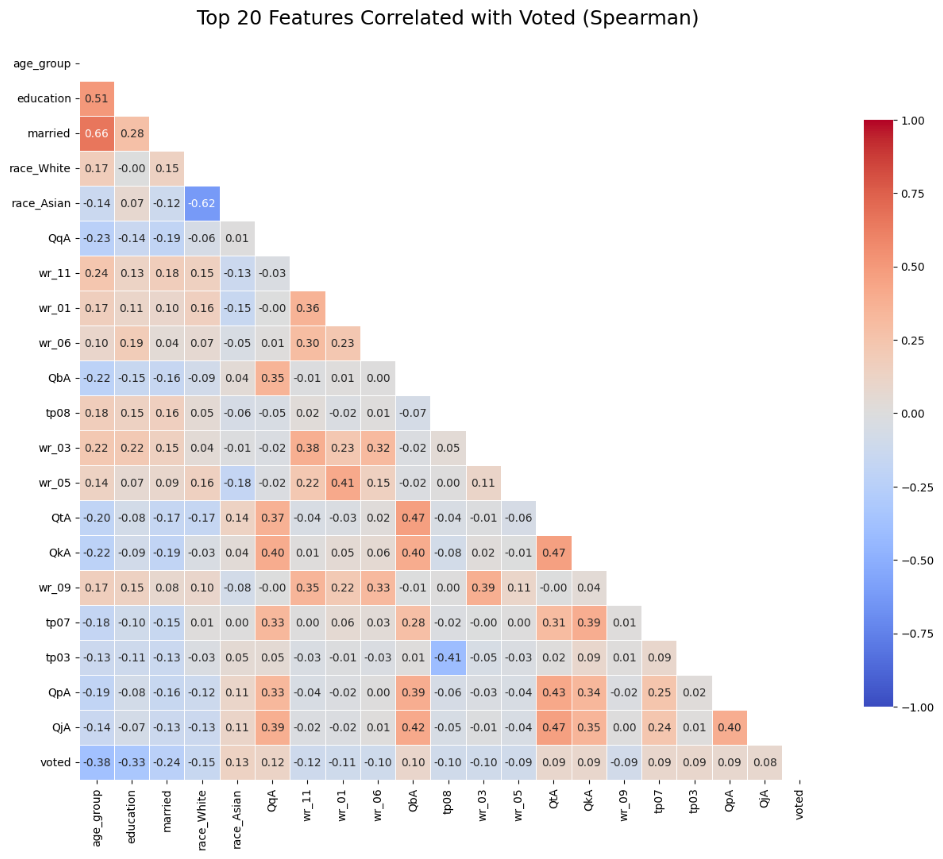 Top 20 Features Correlated with Voted (Spearman)
age_group
education 0.51
married 0.66 0.28
race_White 0.17 -0.00 0.15
race_Asian -0.14 0.07 -0.12 -0.62
QqA -0.23 -0.14 -0.19 -0.06 0.01
wr_11 0.24 0.13 0.18 0.15 -0.13 -0.03
wr_01 0.17 0.11 0.10 0.16 -0.15 -0.00 0.36
wr_06 0.10 0.19 0.04 0.07 -0.05 0.01 0.30 0.23
QbA -0.22 -0.15 -0.16 -0.09 0.04 0.35 -0.01 0.01 0.00
tp08 0.18 0.15 0.16 0.05 -0.06 -0.05 0.02 -0.02 0.01 -0.07
wr_03 0.22 0.22 0.15 0.04 -0.01 -0.02 0.38 0.23 0.32 -0.02 0.05
wr_05 0.14 0.07 0.09 0.16 -0.18 -0.02 0.22 0.41 0.15 -0.02 0.00 0.11
QtA -0.20 -0.08 -0.17 -0.17 0.14 0.37 -0.04 -0.03 0.02 0.47 -0.04 -0.01 -0.06
QkA -0.22 -0.09 -0.19 -0.03 0.04 0.40 0.01 0.05 0.06 0.40 -0.08 0.02 -0.01 0.47
wr_09 0.17 0.15 0.08 0.10 -0.08 -0.00 0.35 0.22 0.33 -0.01 0.00 0.39 0.11 -0.00 0.04
tp07 -0.18 -0.10 -0.15 0.01 0.00 0.33 0.00 0.06 0.03 0.28 -0.02 -0.00 0.00 0.31 0.39 0.01
tp03 -0.13 -0.11 -0.13 -0.03 0.05 0.05 -0.03 -0.01 -0.03 0.01 -0.41 -0.05 -0.03 0.02 0.09 0.01 0.09
QpA -0.19 -0.08 -0.16 -0.12 0.11 0.33 -0.04 -0.02 0.00 0.39 -0.06 -0.03 -0.04 0.43 0.34 -0.02 0.25 0.02
QjA -0.14 -0.07 -0.13 -0.13 0.11 0.39 -0.02 -0.02 0.01 0.42 -0.05 -0.01 -0.04 0.47 0.35 0.00 0.24 0.01 0.40
voted -0.38 -0.33 -0.24 -0.15 0.13 0.12 -0.12 -0.11 -0.10 0.10 -0.10 -0.10 -0.09 0.09 0.09 -0.09 0.09 0.09 0.09 0.08
age_group education married race_White race_Asian QqA wr_11 wr_01 wr_06 QbA tp08 wr_03 wr_05 QtA QkA wr_09 tp07 tp03 QpA QjA voted
1.00
0.75
0.50
0.25
0.00
−0.25
−0.50
−0.75
−1.00